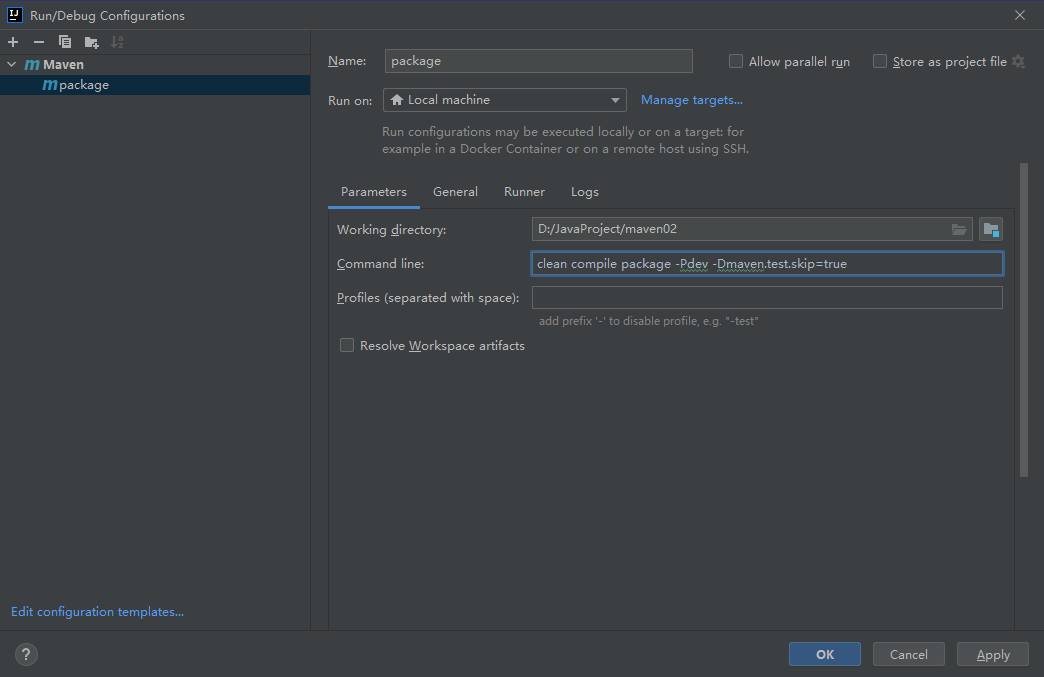 IJ Run/Debug Configurations
m Maven
m package
Name: package Allow parallel run Store as project file
Run on: Local machine Manage targets...
Run configurations may be executed locally or on a target: for
example in a Docker Container or on a remote host using SSH.
Parameters General Runner Logs
Working directory: D:/JavaProject/maven02
Command line: clean compile package -Pdev -Dmaven.test.skip=true
Profiles (separated with space):
add prefix '-' to disable profile, e.g. "-test"
Resolve Workspace artifacts
Edit configuration templates...
? OK Cancel Apply